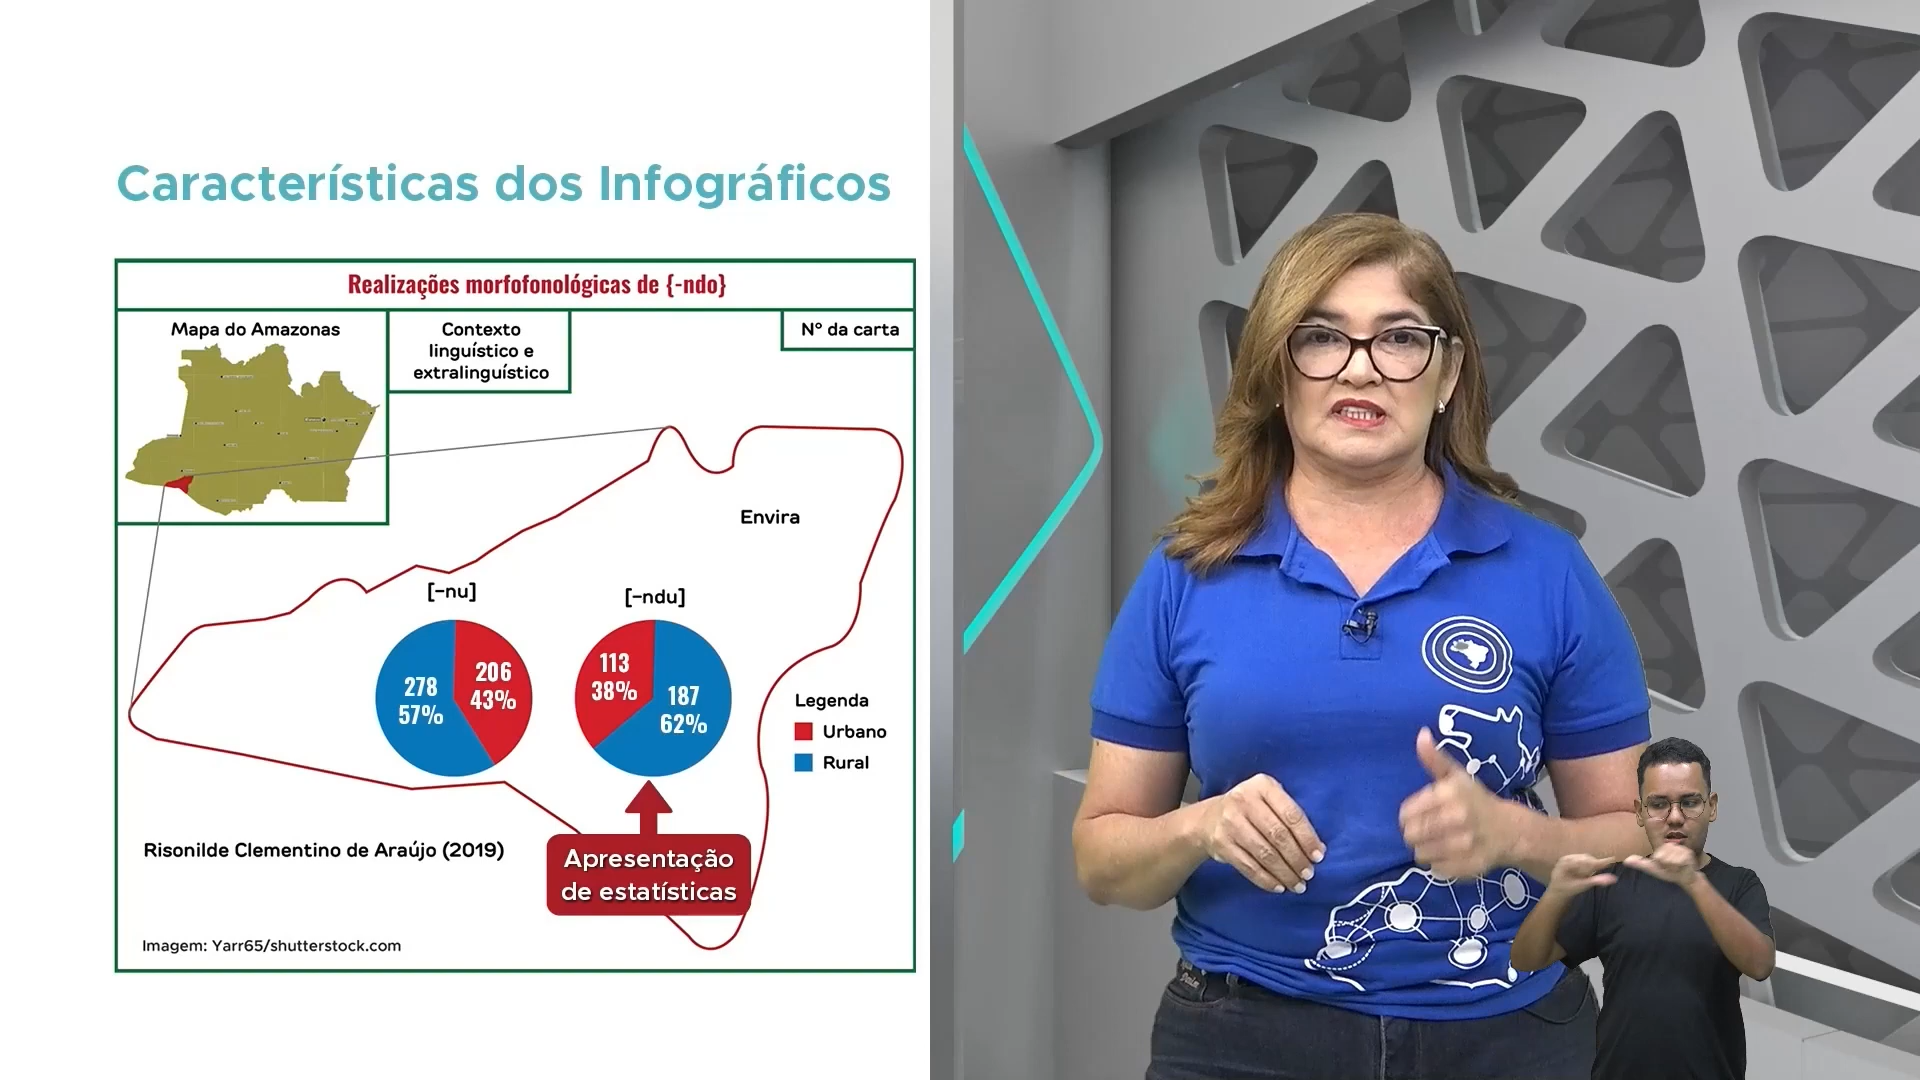 Características dos Infográficos
Realizações morfofonológicas de {-ndo}
Mapa do Amazonas
Contexto
linguístico e
extralinguístico
Nº da carta
Envira
[-nu]
[-ndu]
206
43%
278
57%
113
38%
187
62%
Legenda
Urbano
Rural
Risonilde Clementino de Araújo (2019)
Apresentação
de estatísticas
Imagem: Yarr65/shutterstock.com